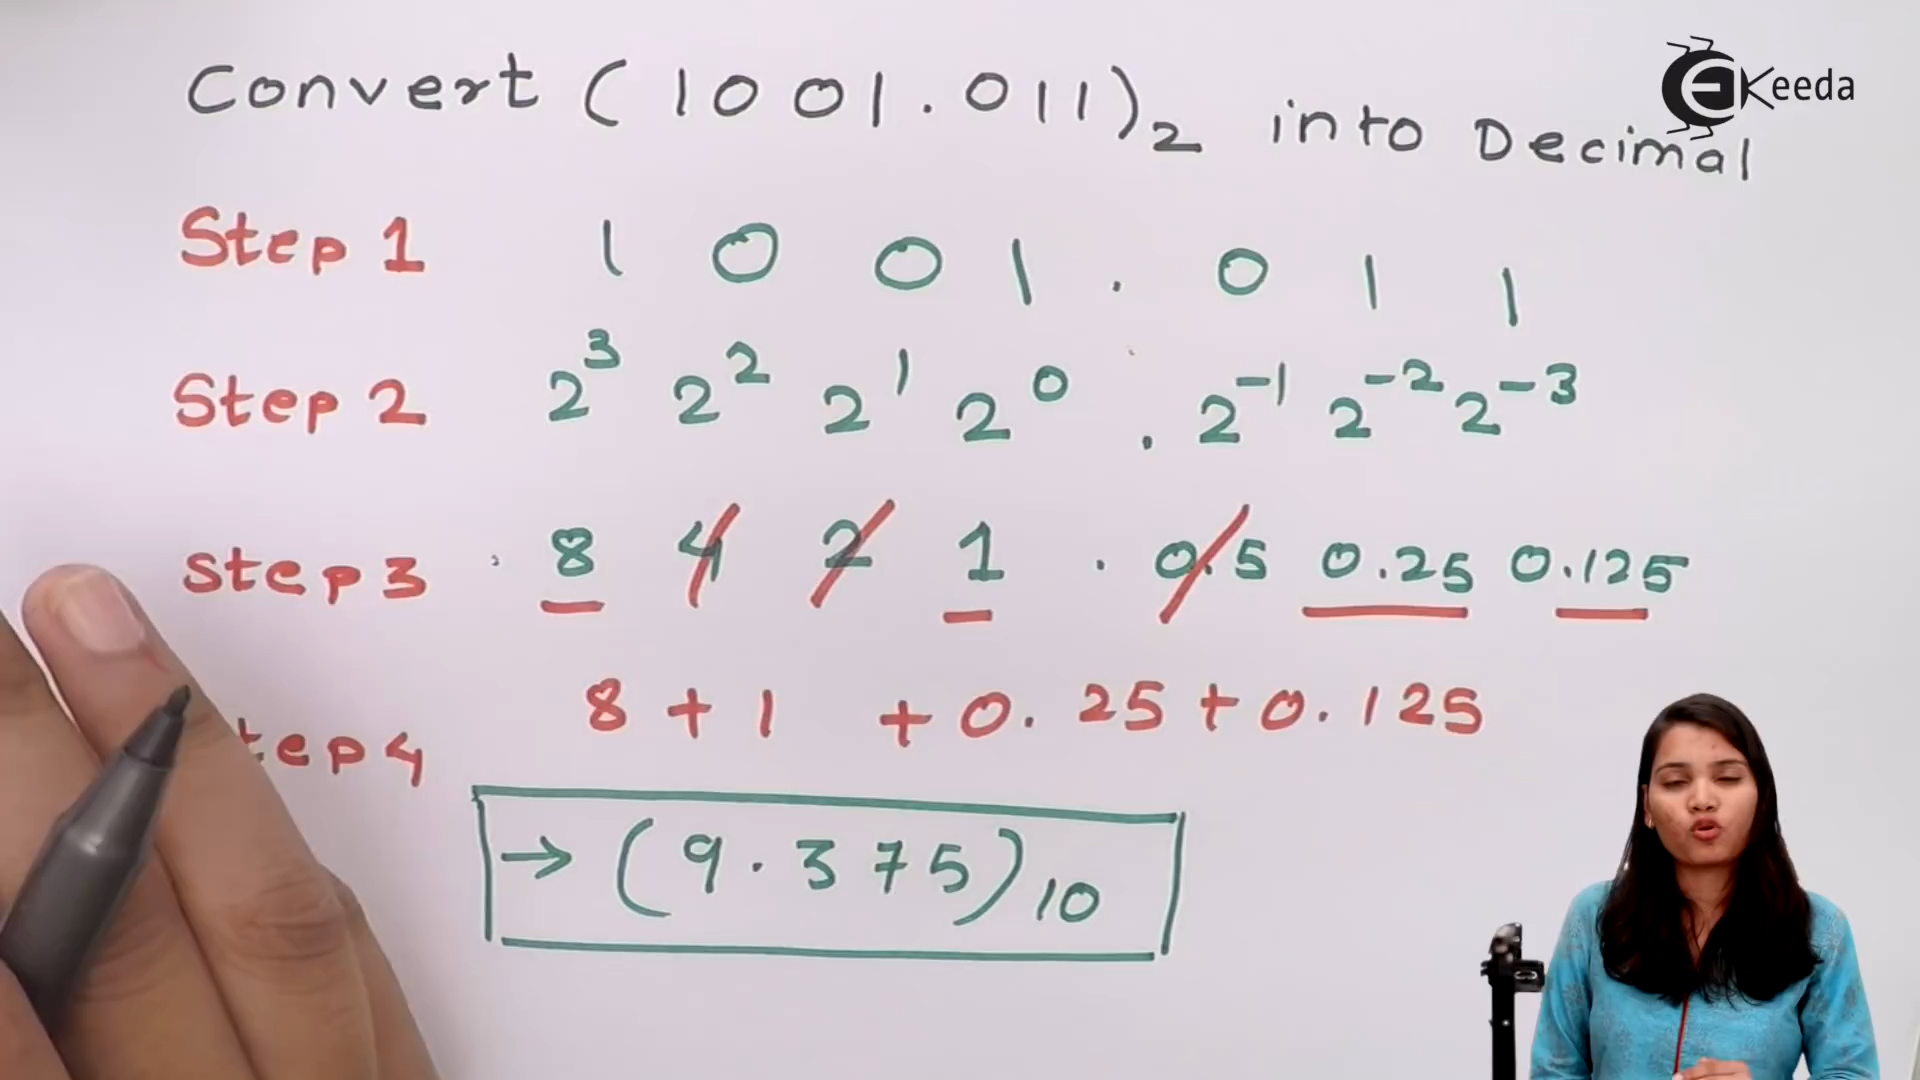 Keeda
Convert (1001.011)₂ into Decimal
Step 1 1 0 0 1 . 0 1 1
Step 2 2³ 2² 2¹ 2⁰ . 2⁻¹ 2⁻² 2⁻³
Step 3 8 4 2 1 . 0.5 0.25 0.125
tep 4 8 + 1 + 0.25 + 0.125
→ (9.375)₁₀